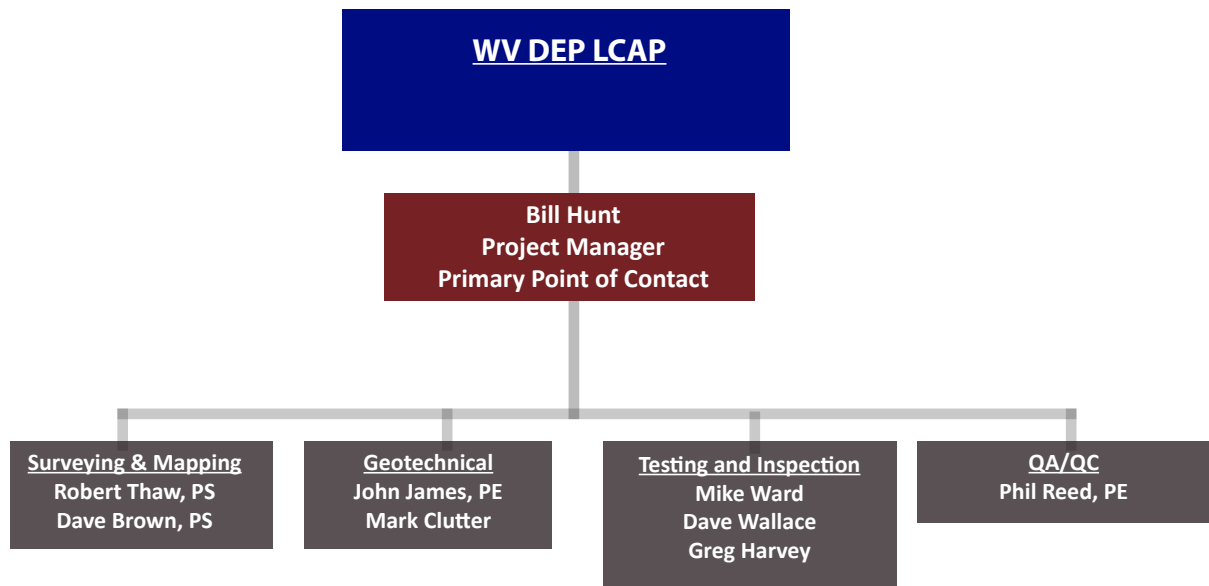 WV DEP LCAP
Bill Hunt
Project Manager
Primary Point of Contact
Surveying & Mapping
Robert Thaw, PS
Dave Brown, PS
Geotechnical
John James, PE
Mark Clutter
Testing and Inspection
Mike Ward
Dave Wallace
Greg Harvey
QA/QC
Phil Reed, PE